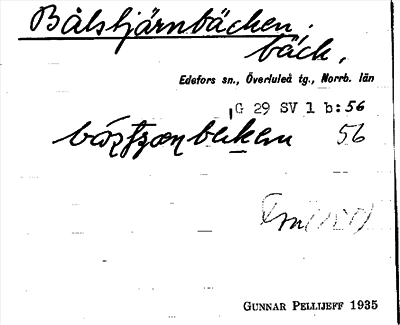 Bålstjärnbäcken.
bäck,
Edefors sn., Överluleå tg., Norrb. län
G 29 SV 1 b:56
56
GUNNAR PELLIJEFF 1935